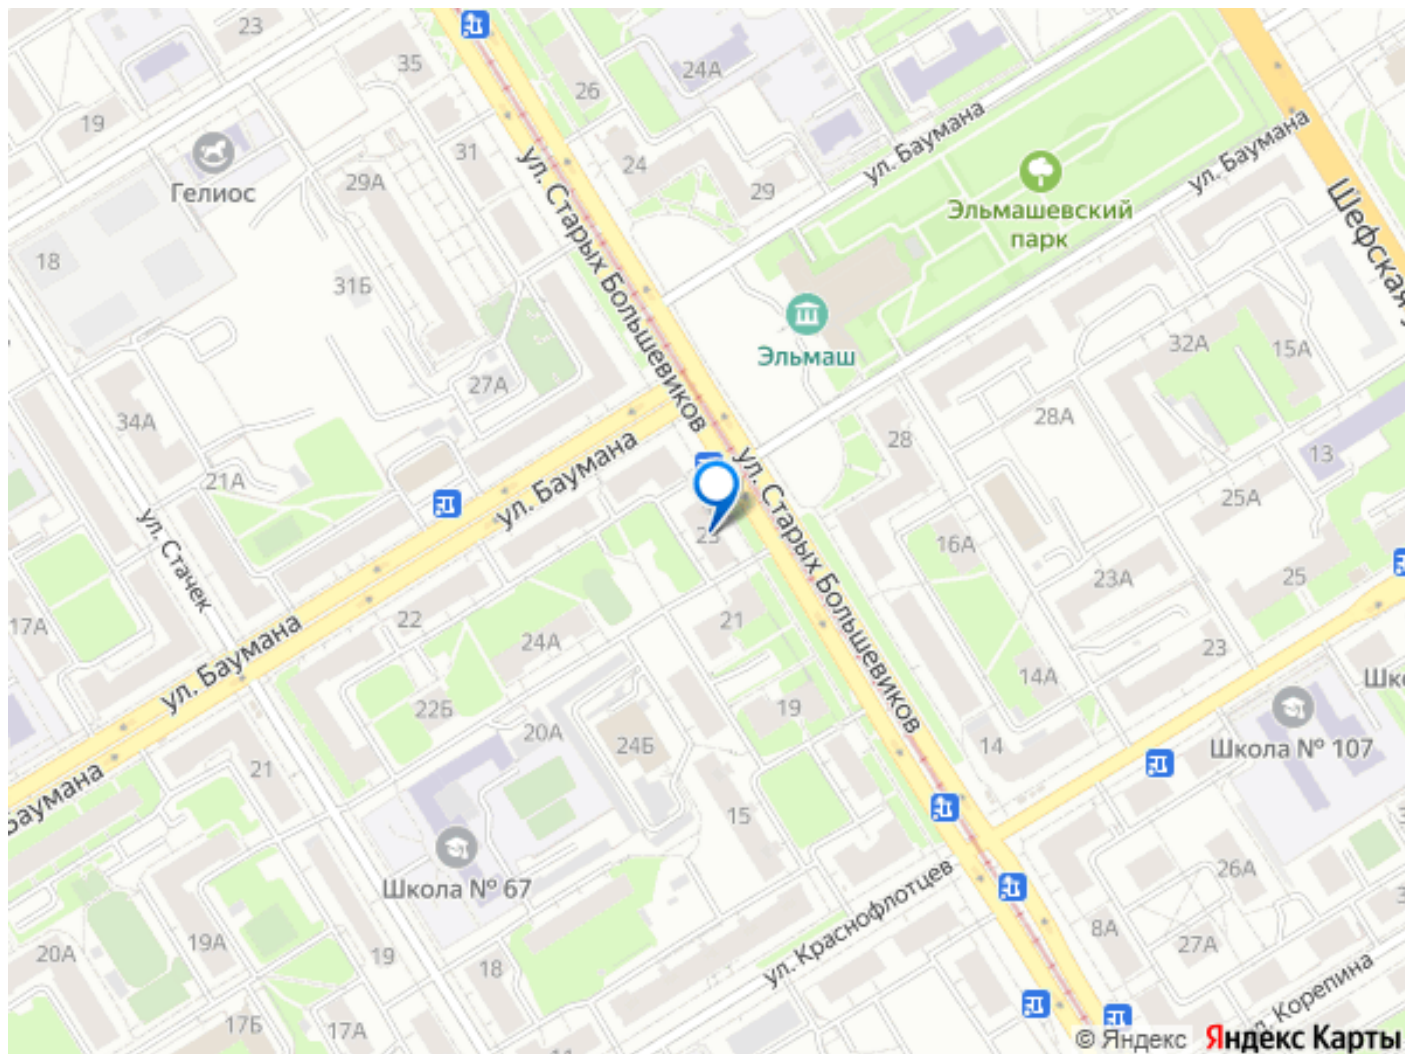 23
35
24А
26
19
ул. Баумана
ул. Баумана
31
24
29А
29
Гелиос
Эльмашевский
парк
Шефская
ул. Старых Большевиков
18
31Б
Эльмаш
32А
15А
27А
34А
28А
28
13
21А
ул. Баумана
25А
ул. Стачек
ул. Старых Большевиков
23
16А
23А
25
17А
22
21
24А
23
ул. Баумана
14А
22Б
20А
19
24Б
14
Школа № 107
21
Баумана
15
Школа № 67
26А
ул. Краснофлотцев
8А
27А
20А
19А
19
18
ул. Корепина
17Б
17А
11
© Яндекс Яндекс Карты